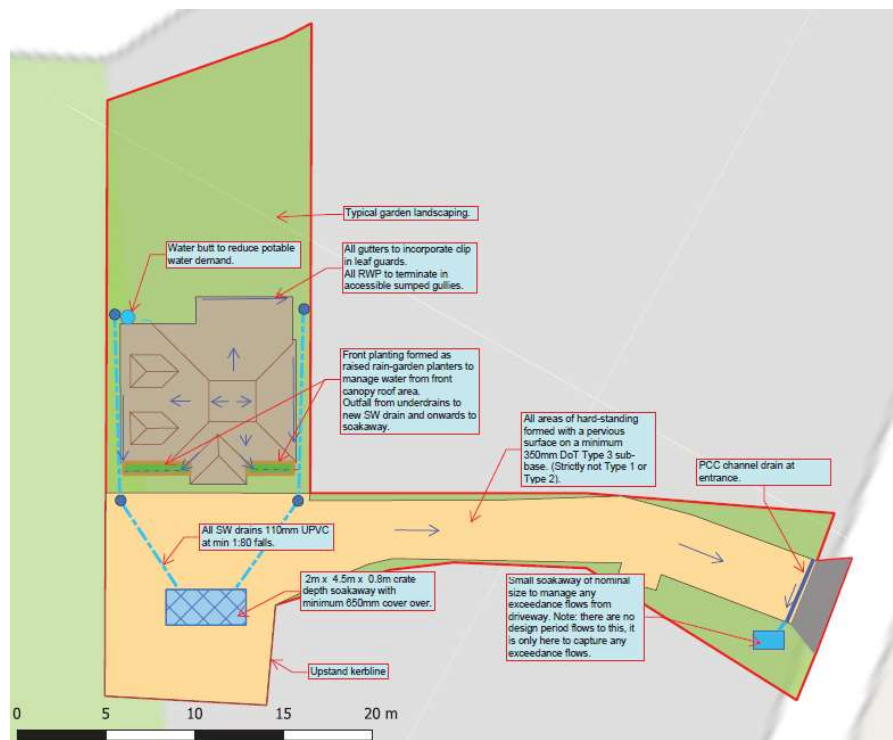 Typical garden landscaping.
Water butt to reduce potable
water demand.
All gutters to incorporate clip
in leaf guards.
All RWP to terminate in
accessible sumped gullies.
Front planting formed as
raised rain-garden planters to
manage water from front
canopy roof area.
Outfall from underdrains to
new SW drain and onwards to
soakaway.
All areas of hard-standing
formed with a pervious
surface on a minimum
350mm DoT Type 3 sub-
base. (Strictly not Type 1 or
Type 2).
PCC channel drain at
entrance.
All SW drains 110mm UPVC
at min 1:80 falls.
2m x 4.5m x 0.8m crate
depth soakaway with
minimum 650mm cover over.
Small soakaway of nominal
size to manage any
exceedance flows from
driveway. Note: there are no
design period flows to this, it
is only here to capture any
exceedance flows.
Upstand kerbline
0 5 10 15 20 m